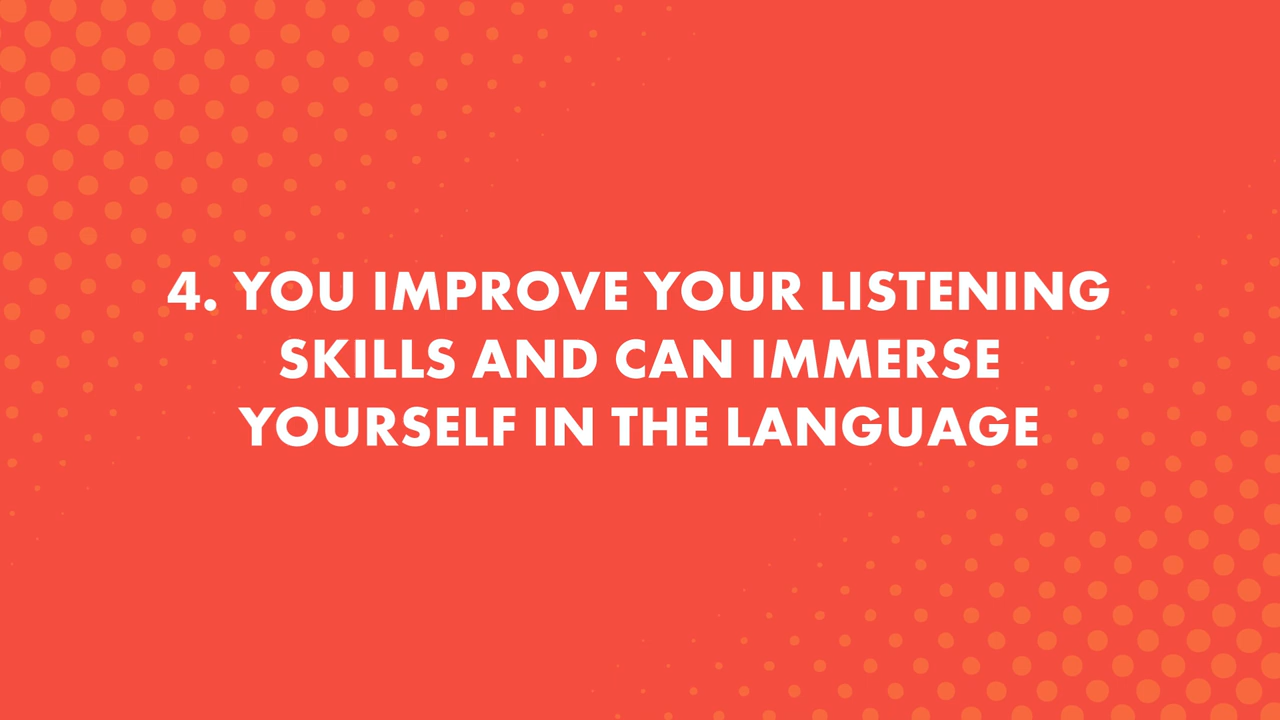 4. YOU IMPROVE YOUR LISTENING
SKILLS AND CAN IMMERSE
YOURSELF IN THE LANGUAGE